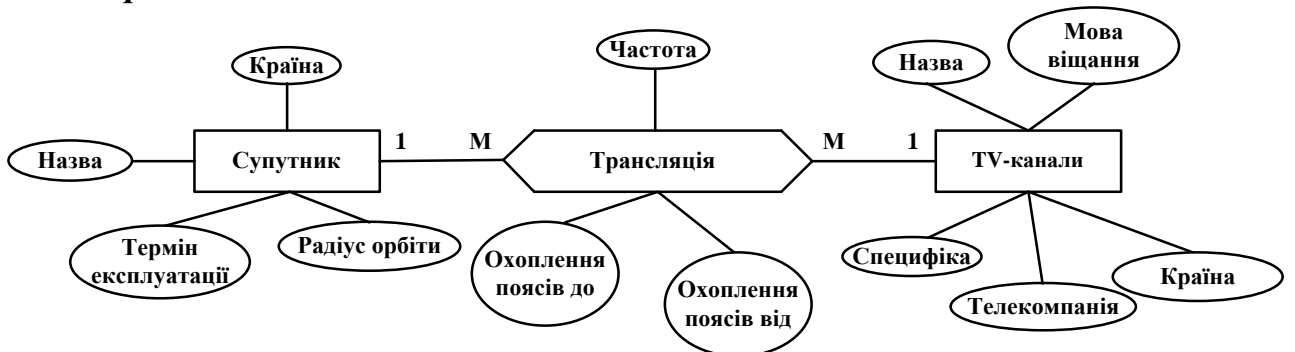 Країна
Частота
Назва
Мова
віщання
Назва
Супутник
1
М
Трансляція
М
1
TV-канали
Термін
експлуатації
Радіус орбіти
Охоплення
поясів до
Охоплення
поясів від
Специфіка
Телекомпанія
Країна